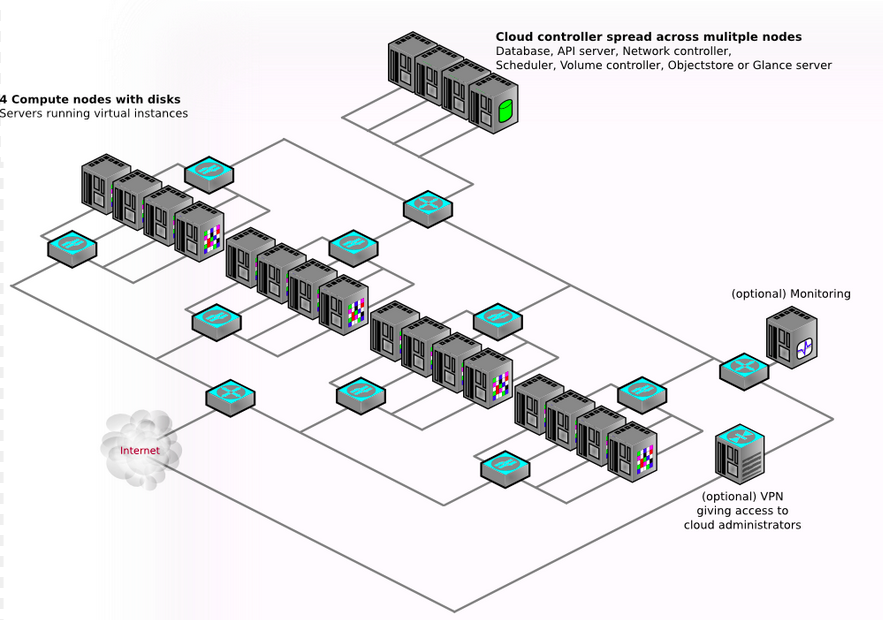 Cloud controller spread across mulitple nodes
Database, API server, Network controller,
Scheduler, Volume controller, Objectstore or Glance server
4 Compute nodes with disks
Servers running virtual instances
(optional) Monitoring
Internet
(optional) VPN
giving access to
cloud administrators